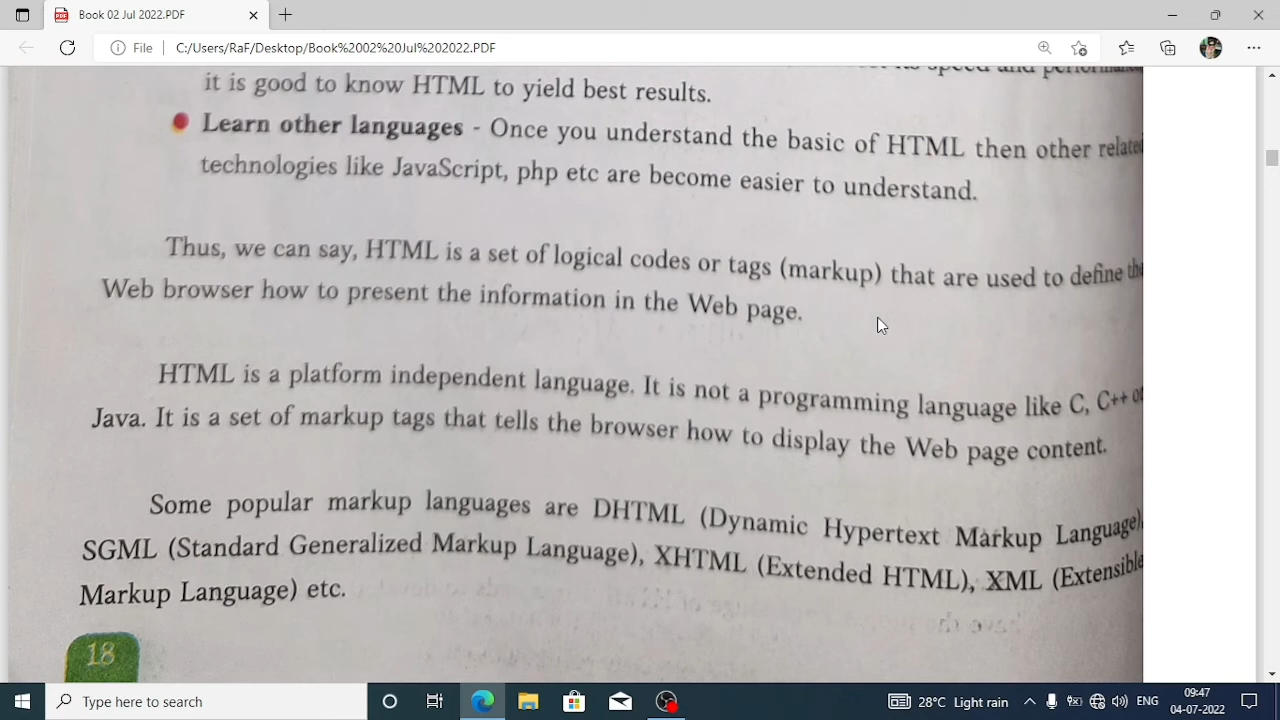 Book 02 Jul 2022.PDF
File
C:/Users/RaF/Desktop/Book%2002%20Jul%202022.PDF
speed and
it is good to know HTML to yield best results.
Learn other languages - Once you understand the basic of HTML then other related
technologies like JavaScript, php etc are become easier to understand.
Thus, we can say, HTML is a set of logical codes or tags (markup) that are used to define the
Web browser how to present the information in the Web page.
HTML is a platform independent language. It is not a programming language like C, C++ or
Java. It is a set of markup tags that tells the browser how to display the Web page content.
Some popular markup languages are DHTML (Dynamic Hypertext Markup Language),
SGML (Standard Generalized Markup Language), XHTML (Extended HTML), XML (Extensible
Markup Language) etc.
18
Type here to search
28°C Light rain
ENG
09:47
04-07-2022